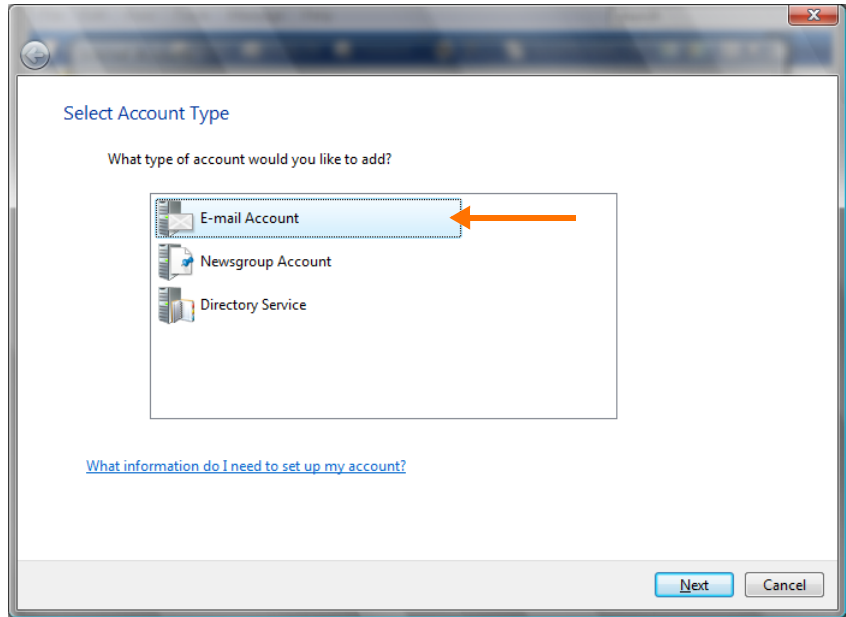 Select Account Type
What type of account would you like to add?
E-mail Account
Newsgroup Account
Directory Service
What information do I need to set up my account?
Next
Cancel